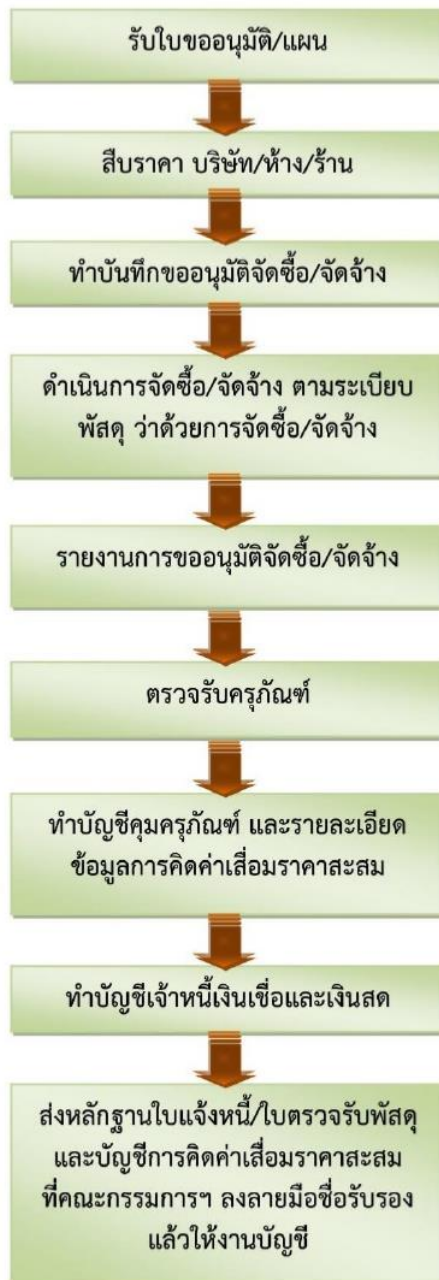 รับใบขออนุมัติ/แผน
สืบราคา บริษัท/ห้าง/ร้าน
ทำบันทึกขออนุมัติจัดซื้อ/จัดจ้าง
ดำเนินการจัดซื้อ/จัดจ้าง ตามระเบียบ
พัสดุ ว่าด้วยการจัดซื้อ/จัดจ้าง
รายงานการขออนุมัติจัดซื้อ/จัดจ้าง
ตรวจรับครุภัณฑ์
ทำบัญชีคุมครุภัณฑ์ และรายละเอียด
ข้อมูลการคิดค่าเสื่อมราคาสะสม
ทำบัญชีเจ้าหนี้เงินเชื่อและเงินสด
ส่งหลักฐานใบแจ้งหนี้/ใบตรวจรับพัสดุ
และบัญชีการคิดค่าเสื่อมราคาสะสม
ที่คณะกรรมการฯ ลงลายมือชื่อรับรอง
แล้วให้งานบัญชี